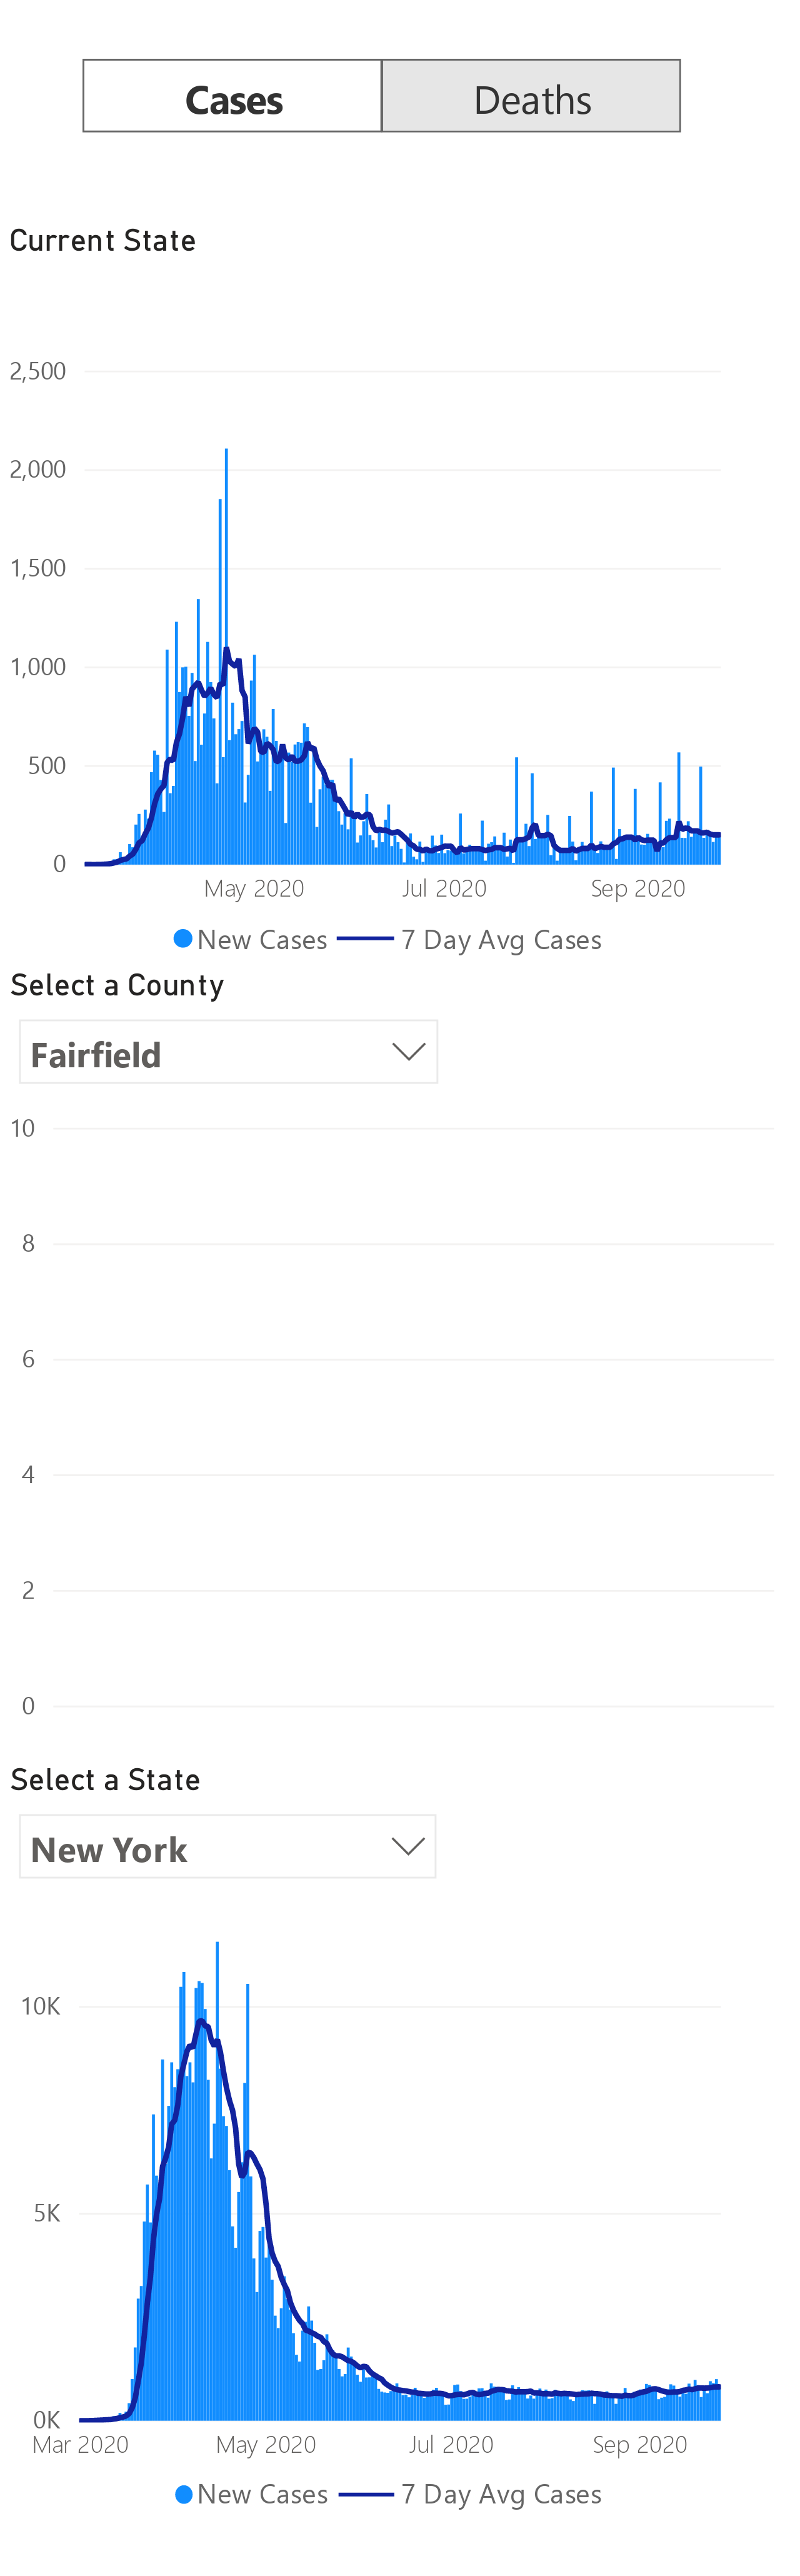 Cases Deaths
Current State
2,500
2,000
1,500
1,000
500
0
May 2020 Jul 2020 Sep 2020
New Cases 7 Day Avg Cases
Select a County
Fairfield
10
8
6
4
2
0
Select a State
New York
10K
5K
0K
Mar 2020 May 2020 Jul 2020 Sep 2020
New Cases 7 Day Avg Cases